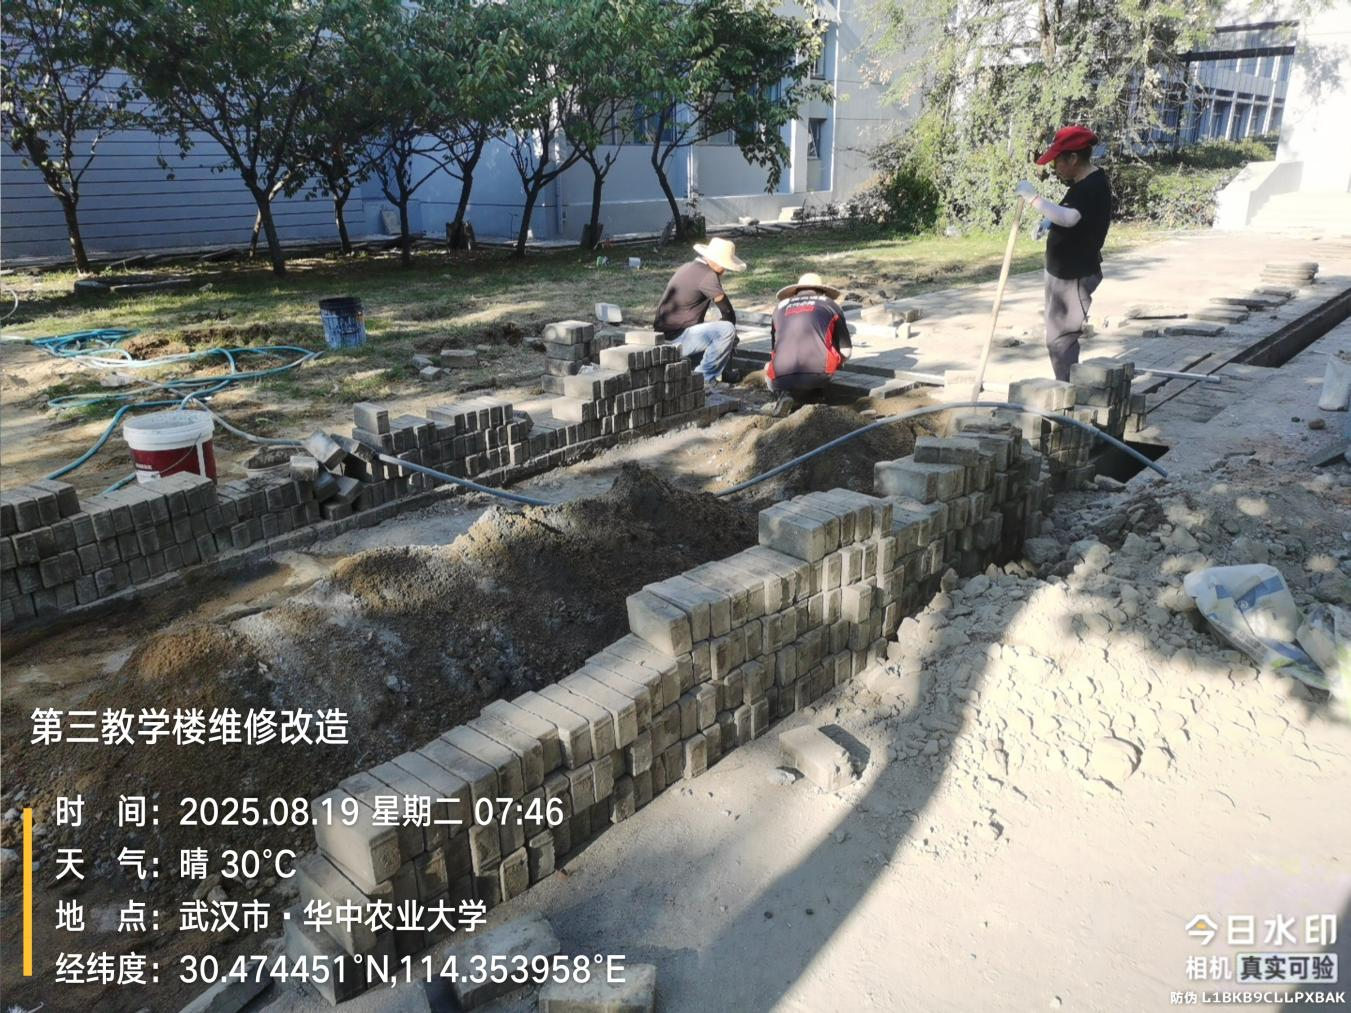 第三教学楼维修改造
时 间：2025.08.19 星期二 07:46
天 气：晴 30°C
地 点：武汉市·华中农业大学
经纬度：30.474451°N,114.353958°E
今日水印
相机 真实可验
防伪 L1BKB9CLLPXBAK